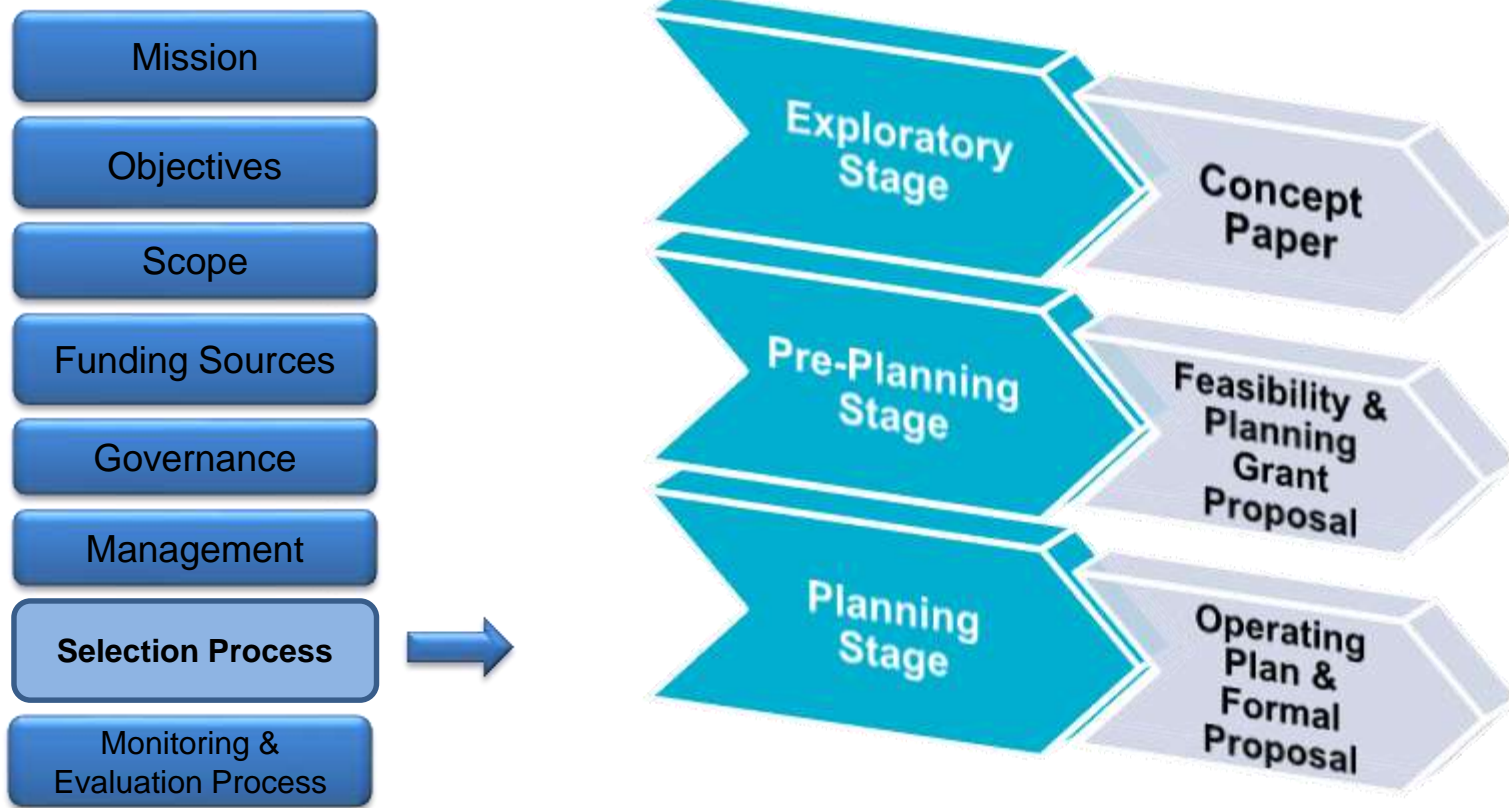 Mission
Objectives
Scope
Funding Sources
Governance
Management
Selection Process
Monitoring &
Evaluation Process
Exploratory
Stage
Concept
Paper
Pre-Planning
Stage
Feasibility &
Planning
Grant
Proposal
Planning
Stage
Operating
Plan &
Formal
Proposal